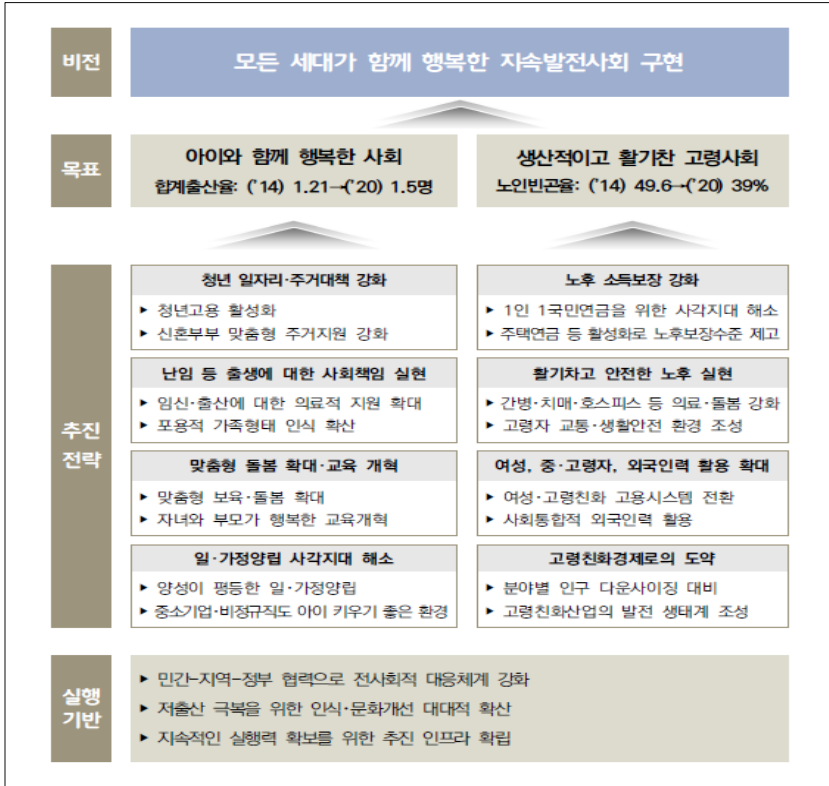 비전
모든 세대가 함께 행복한 지속발전사회 구현
목표
아이와 함께 행복한 사회
합계출산율: ('14) 1.21→('20) 1.5명
생산적이고 활기찬 고령사회
노인빈곤율: ('14) 49.6→('20) 39%
추진
전략
청년 일자리·주거대책 강화
▸ 청년고용 활성화
▸ 신혼부부 맞춤형 주거지원 강화
난임 등 출생에 대한 사회책임 실현
▸ 임신·출산에 대한 의료적 지원 확대
▸ 포용적 가족형태 인식 확산
맞춤형 돌봄 확대·교육 개혁
▸ 맞춤형 보육·돌봄 확대
▸ 자녀와 부모가 행복한 교육개혁
일·가정양립 사각지대 해소
▸ 양성이 평등한 일·가정양립
▸ 중소기업·비정규직도 아이 키우기 좋은 환경
노후 소득보장 강화
▸ 1인 1국민연금을 위한 사각지대 해소
▸ 주택연금 등 활성화로 노후보장수준 제고
활기차고 안전한 노후 실현
▸ 간병·치매·호스피스 등 의료·돌봄 강화
▸ 고령자 교통·생활안전 환경 조성
여성, 중·고령자, 외국인력 활용 확대
▸ 여성·고령친화 고용시스템 전환
▸ 사회통합적 외국인력 활용
고령친화경제로의 도약
▸ 분야별 인구 다운사이징 대비
▸ 고령친화산업의 발전 생태계 조성
실행
기반
▸ 민간-지역-정부 협력으로 전사회적 대응체계 강화
▸ 저출산 극복을 위한 인식·문화개선 대대적 확산
▸ 지속적인 실행력 확보를 위한 추진 인프라 확립